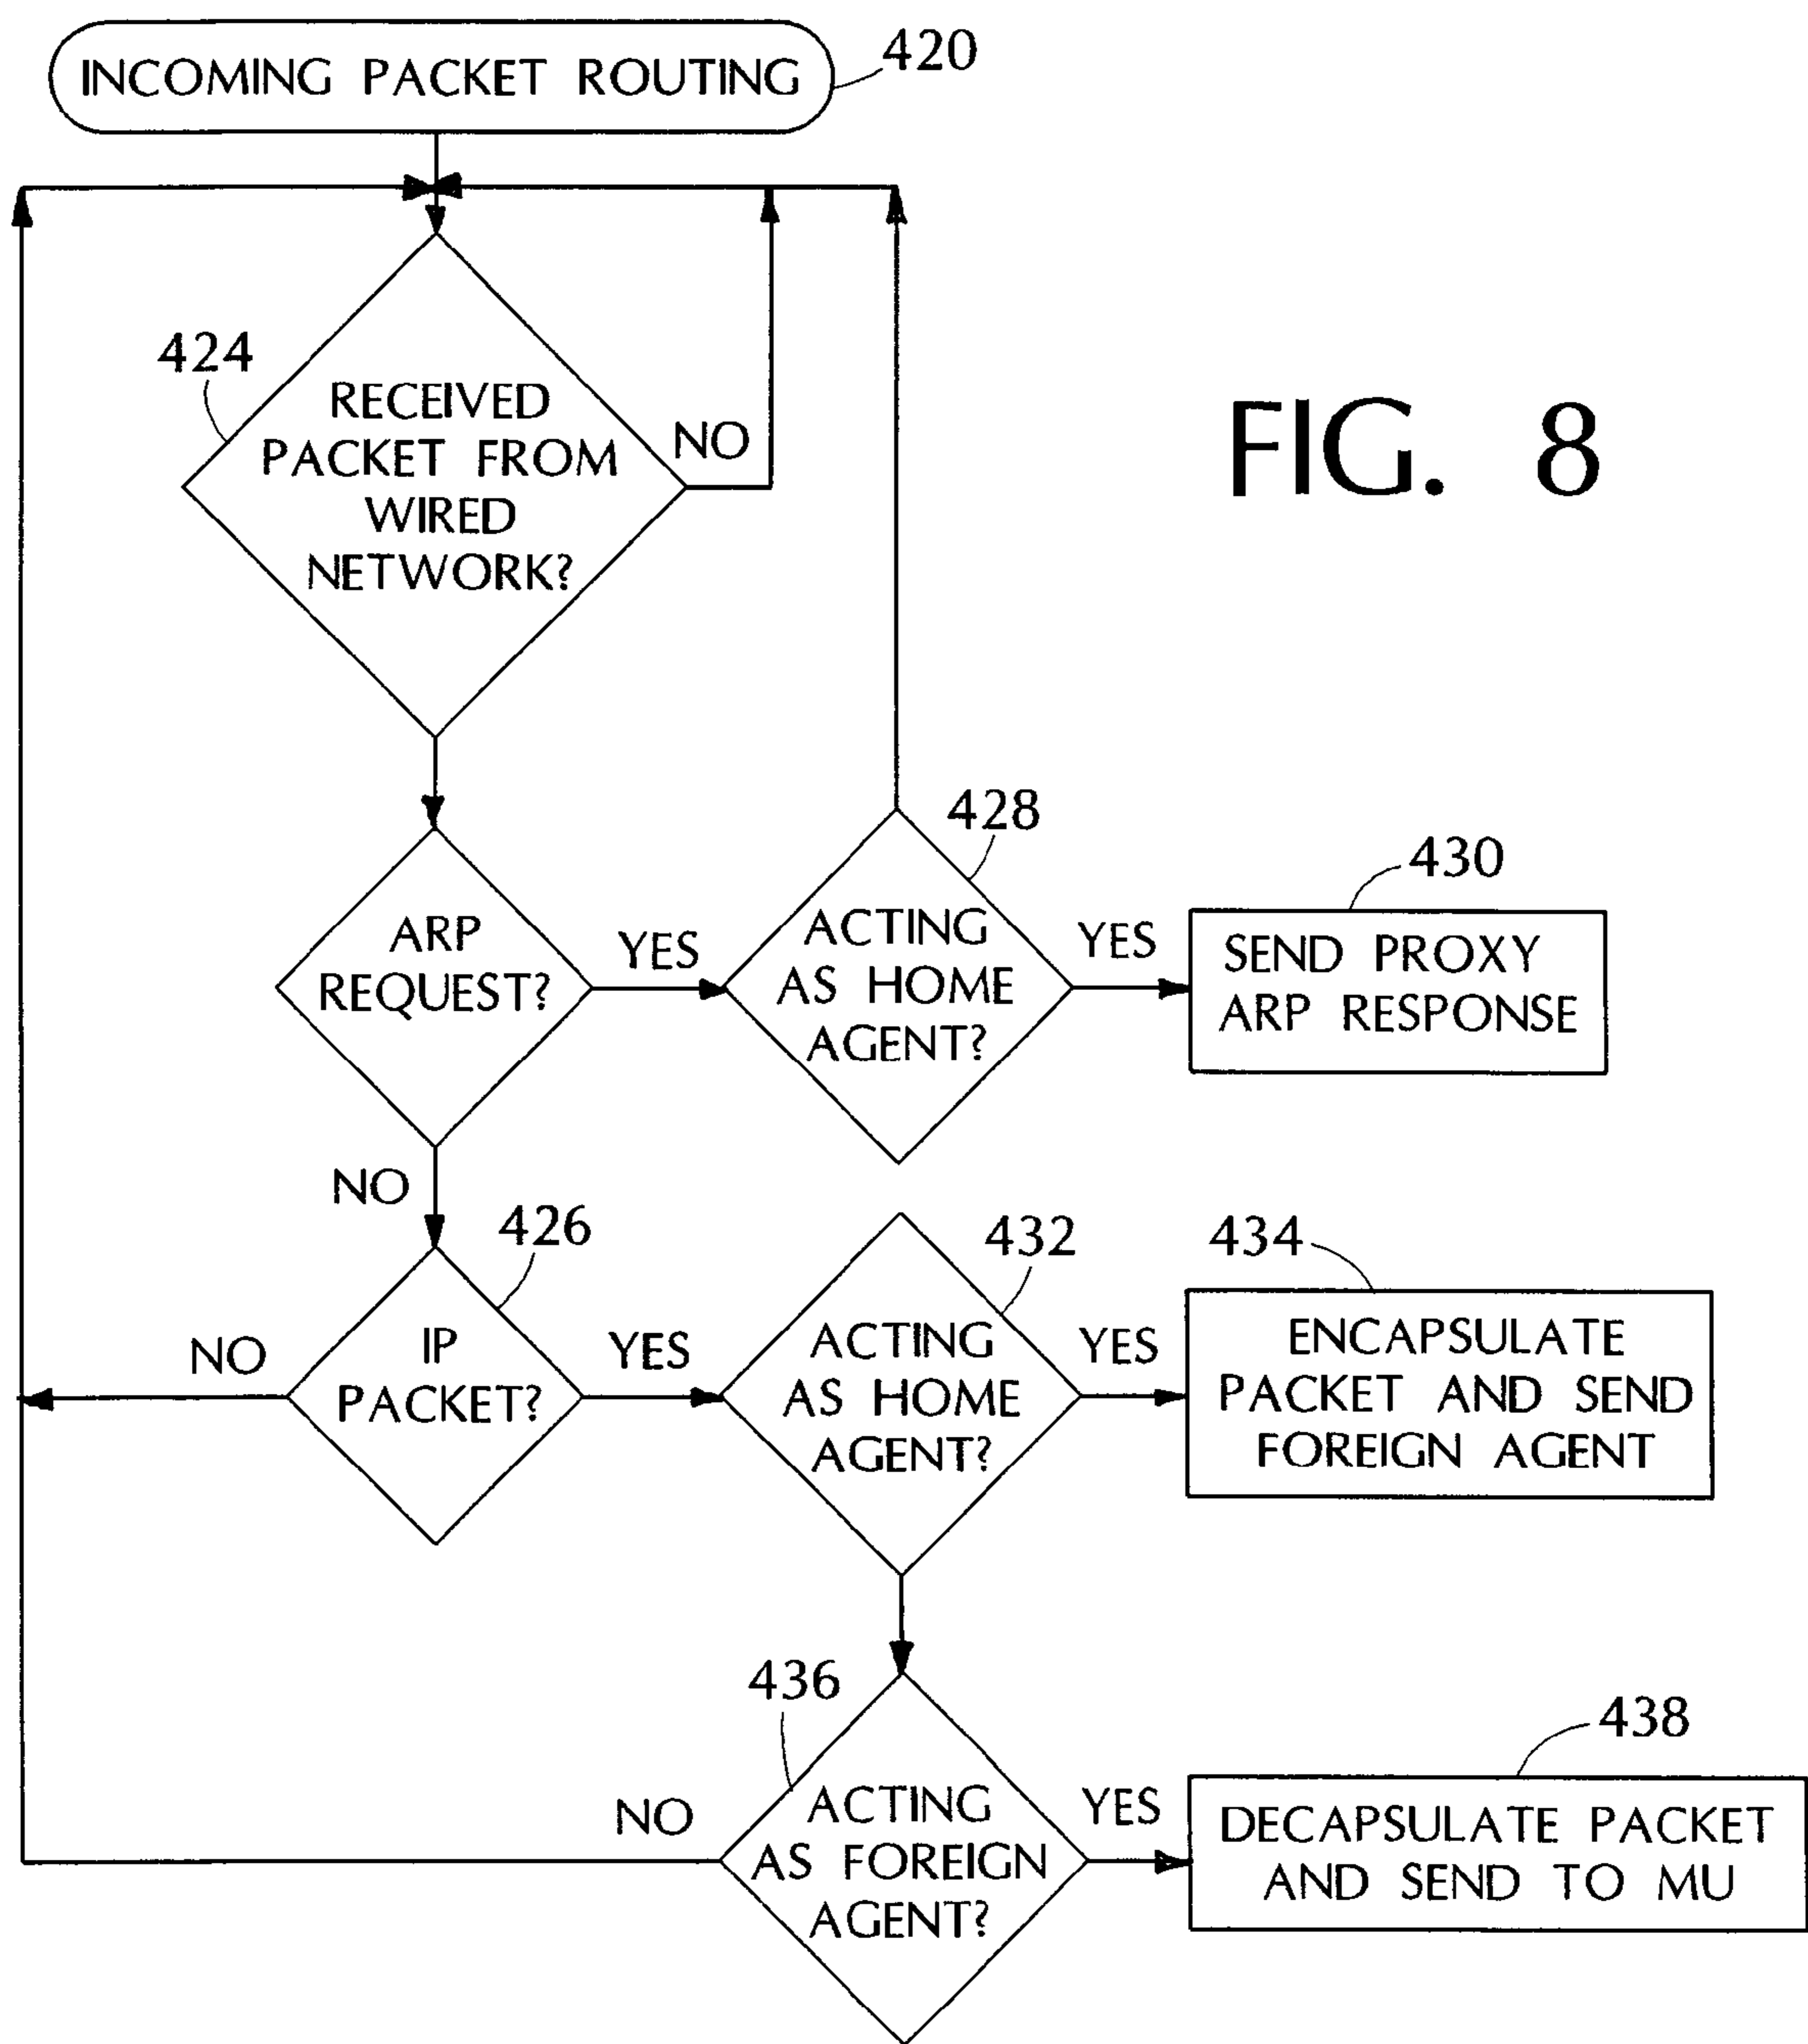 INCOMING PACKET ROUTING
420
424
RECEIVED
PACKET FROM
WIRED
NETWORK?
NO
FIG. 8
ARP
REQUEST?
YES
428
ACTING
AS HOME
AGENT?
YES
430
SEND PROXY
ARP RESPONSE
NO
426
IP
PACKET?
NO
YES
432
ACTING
AS HOME
AGENT?
YES
434
ENCAPSULATE
PACKET AND SEND
FOREIGN AGENT
436
ACTING
AS FOREIGN
AGENT?
NO
YES
438
DECAPSULATE PACKET
AND SEND TO MU